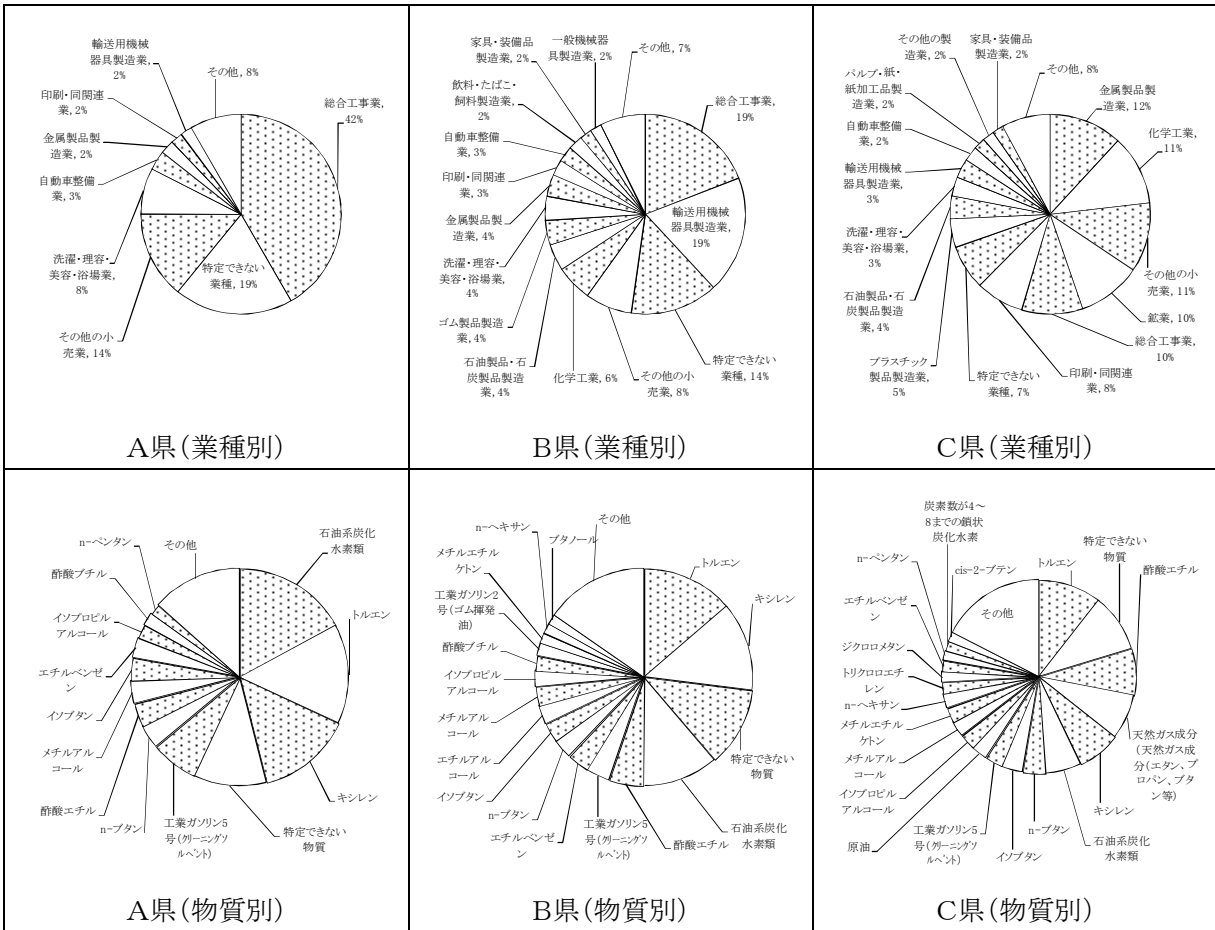 輸送用機械
器具製造業,
2%
その他, 8%
総合工事業,
42%
印刷・同関連
業, 2%
金属製品製
造業, 2%
自動車整備
業, 3%
洗濯・理容・
美容・浴場業,
8%
特定できない
業種, 19%
その他の小
売業, 14%
A県(業種別)
家具・装備品
製造業, 2%
一般機械器
具製造業, 2%
その他, 7%
飲料・たばこ・
飼料製造業,
2%
総合工事業,
19%
自動車整備
業, 3%
印刷・同関連
業, 3%
金属製品製
造業, 4%
輸送用機械
器具製造業,
19%
洗濯・理容・
美容・浴場業,
4%
ゴム製品製造
業, 4%
石油製品・石
炭製品製造
業, 4%
化学工業, 6%
その他の小
売業, 8%
特定できない
業種, 14%
B県(業種別)
その他の製
造業, 2%
家具・装備品
製造業, 2%
その他, 8%
パルプ・紙・
紙加工品製
造業, 2%
金属製品製
造業, 12%
自動車整備
業, 2%
化学工業,
11%
輸送用機械
器具製造業,
3%
洗濯・理容・
美容・浴場業,
3%
その他の小
売業, 11%
石油製品・石
炭製品製造業,
4%
鉱業, 10%
総合工事業,
10%
プラスチック
製品製造業,
5%
特定できない
業種, 7%
印刷・同関連
業, 8%
C県(業種別)
n-ペンタン
その他
石油系炭化
水素類
酢酸ブチル
イソプロピル
アルコール
トルエン
エチルベンゼ
ン
イソブタン
メチルアル
コール
酢酸エチル
n-ブタン
工業ガソリン5
号(クリーニングソ
ルベント)
特定できない
物質
キシレン
A県(物質別)
n-ヘキサン
ブタノール
その他
メチルエチル
ケトン
トルエン
工業ガソリン2
号(ゴム揮発
油)
キシレン
酢酸ブチル
イソプロピル
アルコール
メチルアル
コール
エチルアル
コール
特定できない
物質
イソブタン
n-ブタン
エチルベンゼ
ン
工業ガソリン5
号(クリーニングソ
ルベント)
酢酸エチル
石油系炭化
水素類
B県(物質別)
炭素数が4~
8までの鎖状
炭化水素
特定できない
物質
n-ペンタン
cis-2-ブテン
トルエン
酢酸エチル
エチルベンゼ
ン
その他
ジクロロメタン
トリクロロエチ
レン
n-ヘキサン
メチルエチル
ケトン
メチルアル
コール
天然ガス成分
(天然ガス成
分(エタン、プ
ロパン、ブタ
ン等)
イソプロピル
アルコール
キシレン
原油
工業ガソリン5
号(クリーニングソ
ルベント)
イソブタン
n-ブタン
石油系炭化
水素類
C県(物質別)